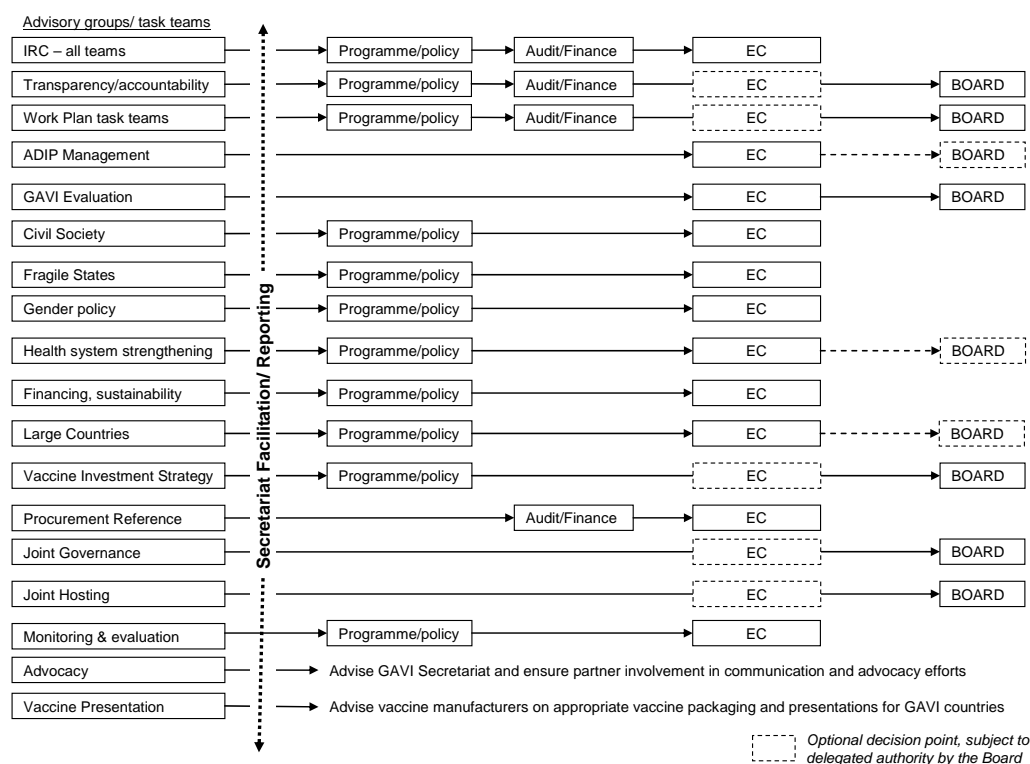 Advisory groups/ task teams
IRC – all teams Programme/policy Audit/Finance EC
Transparency/accountability Programme/policy Audit/Finance EC BOARD
Work Plan task teams Programme/policy Audit/Finance EC BOARD
ADIP Management EC BOARD
GAVI Evaluation EC BOARD
Civil Society Programme/policy EC
Fragile States Programme/policy EC
Gender policy Programme/policy EC
Health system strengthening Programme/policy EC BOARD
Financing, sustainability Programme/policy EC
Large Countries Programme/policy EC BOARD
Vaccine Investment Strategy Programme/policy EC BOARD
Procurement Reference Audit/Finance EC
Joint Governance EC BOARD
Joint Hosting EC BOARD
Monitoring & evaluation Programme/policy EC
Advocacy Advise GAVI Secretariat and ensure partner involvement in communication and advocacy efforts
Vaccine Presentation Advise vaccine manufacturers on appropriate vaccine packaging and presentations for GAVI countries
Secretariat Facilitation/ Reporting
Optional decision point, subject to
delegated authority by the Board